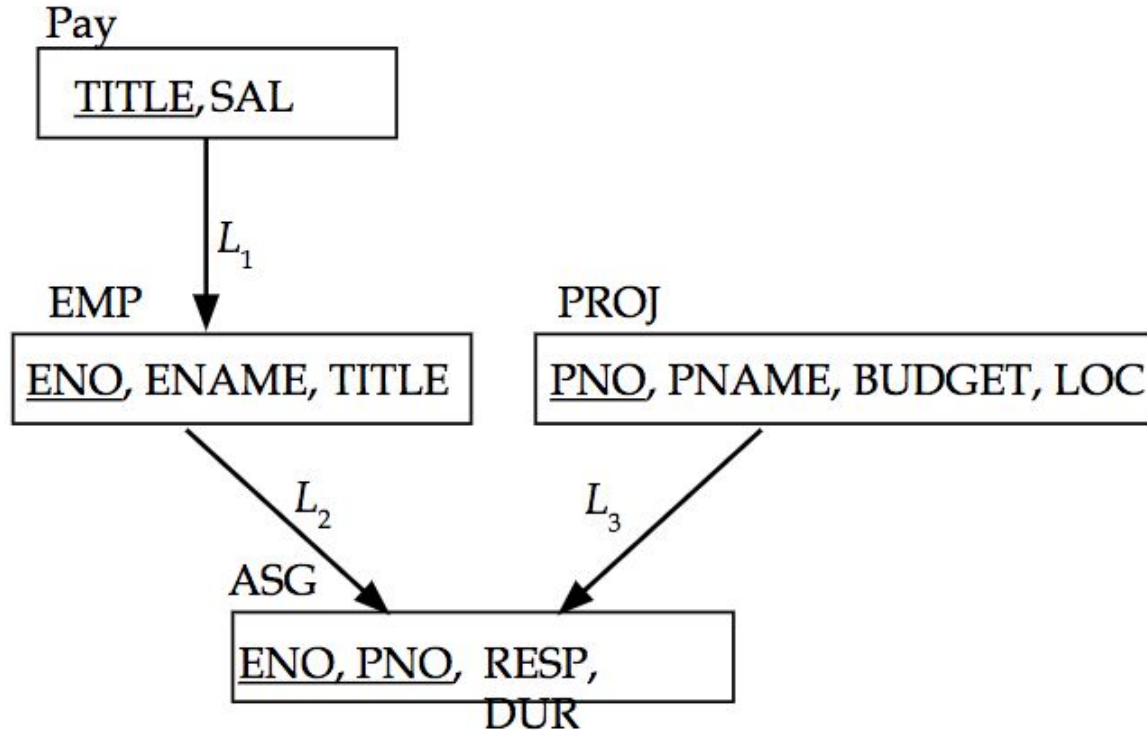 Pay
TITLE, SAL
L1
EMP
ENO, ENAME, TITLE
PROJ
PNO, PNAME, BUDGET, LOC
L2
L3
ASG
ENO, PNO, RESP,
DUR